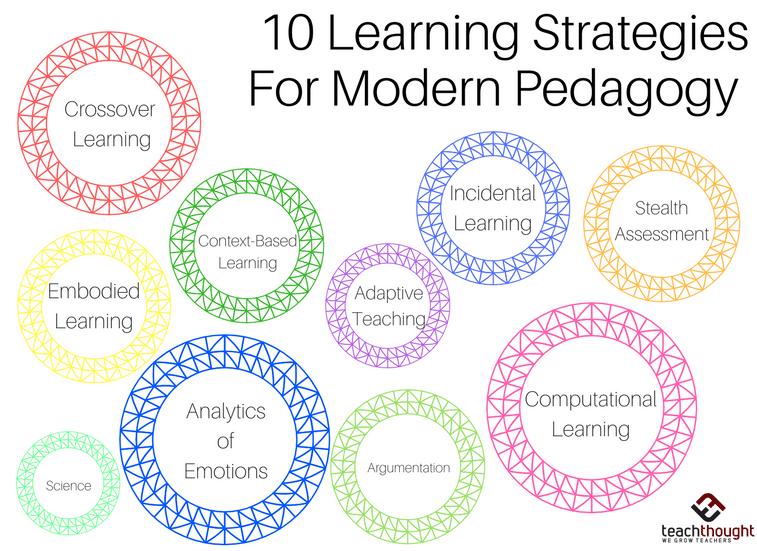 10 Learning Strategies
For Modern Pedagogy
Crossover
Learning
Incidental
Learning
Stealth
Assessment
Context-Based
Learning
Embodied
Learning
Adaptive
Teaching
Computational
Learning
Analytics
of
Emotions
Argumentation
Science
teachthought
WE GROW TEACHERS